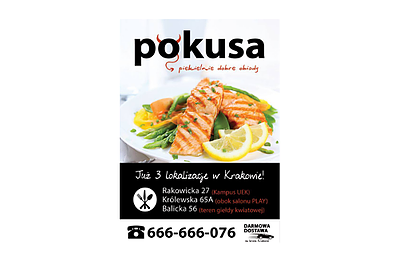 pokusa
piekielnie dobre obiady
Już 3 lokalizacje w Krakowie!
Rakowicka 27 (Kampus UEK)
Królewska 65A (obok salonu PLAY)
Balicka 56 (teren giełdy kwiatowej)
666-666-076
DARMOWA
DOSTAWA